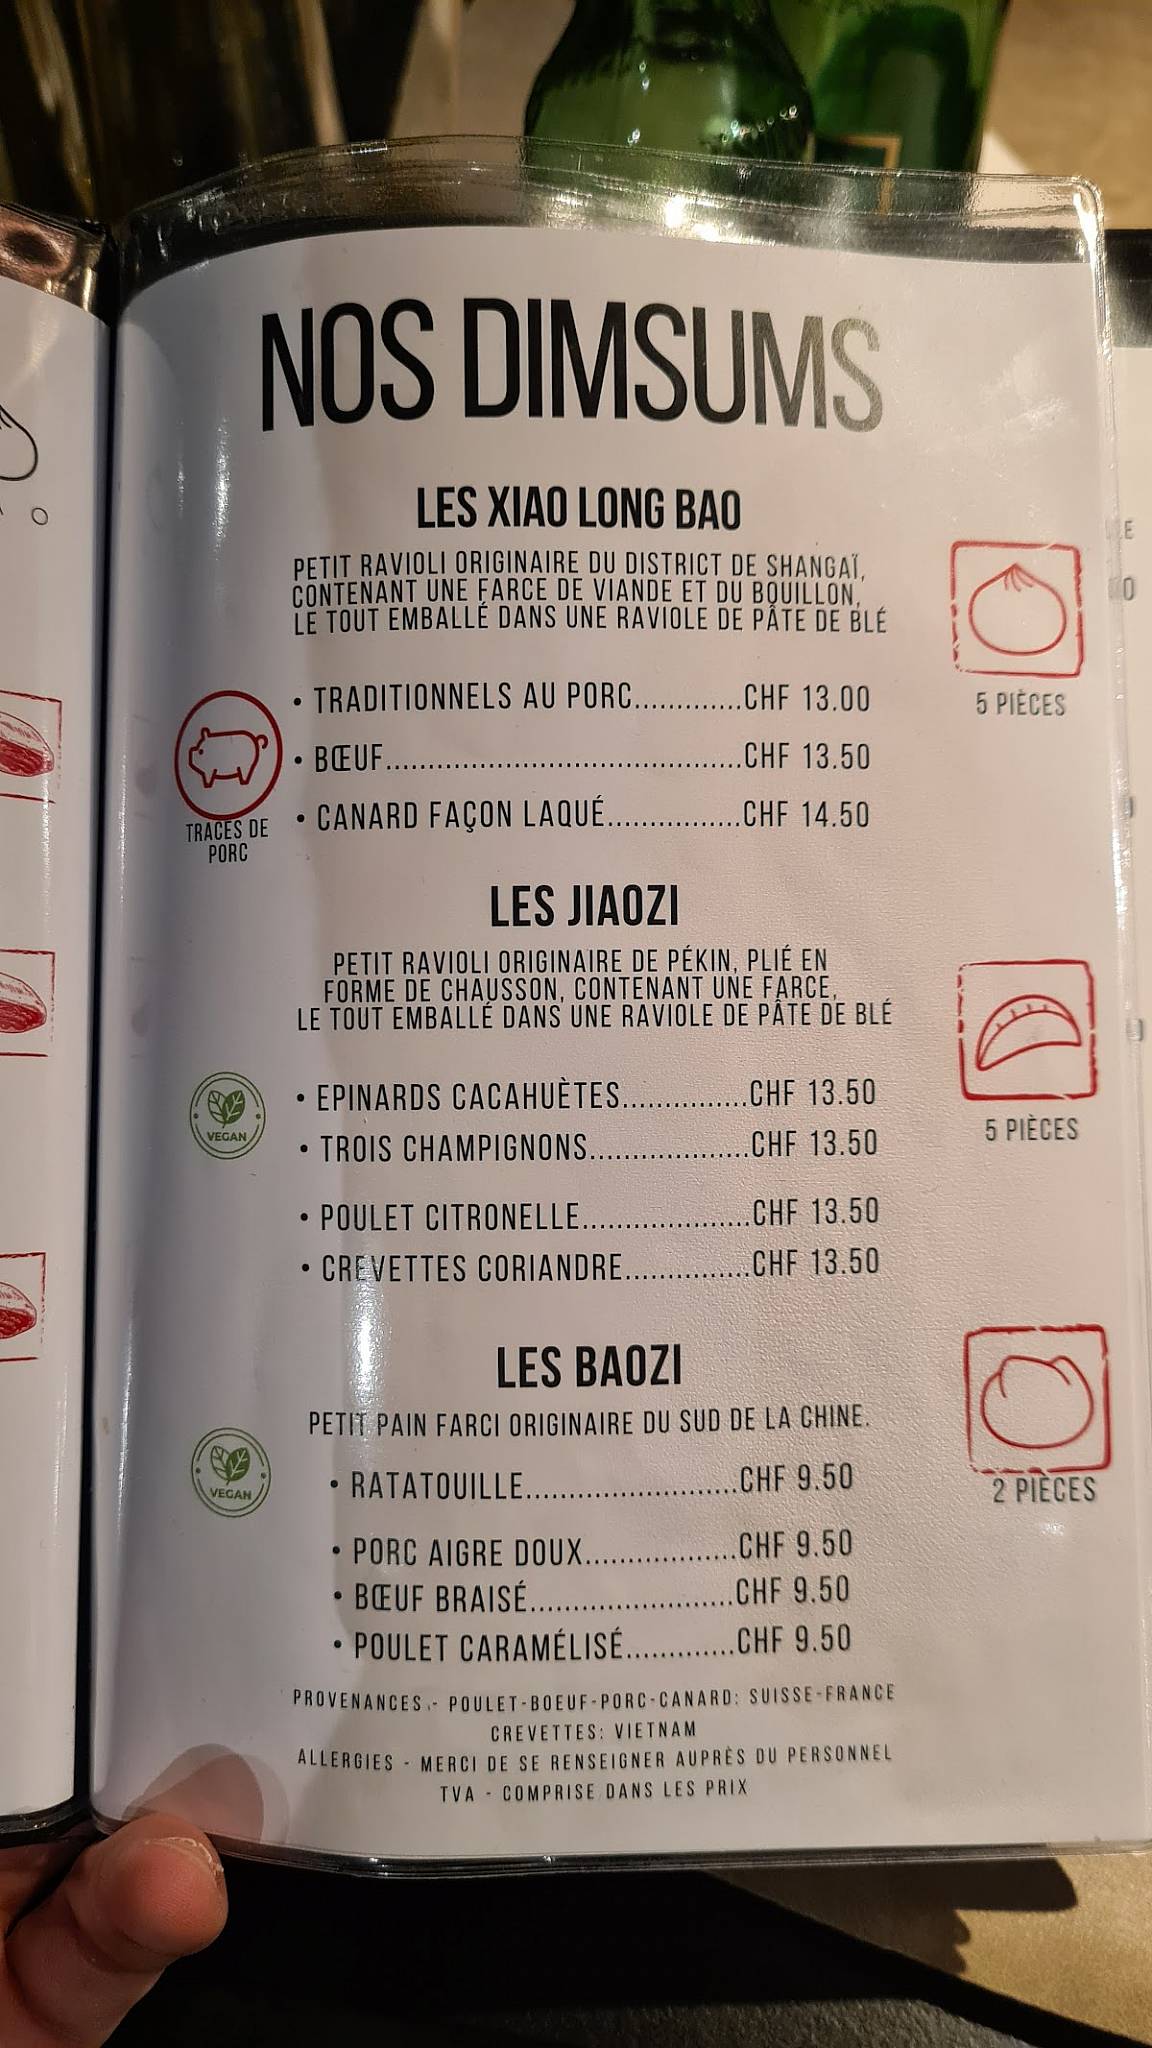 NOS DIMSUMS
LES XIAO LONG BAO
PETIT RAVIOLI ORIGINAIRE DU DISTRICT DE SHANGAÏ,
CONTENANT UNE FARCE DE VIANDE ET DU BOUILLON,
LE TOUT EMBALLÉ DANS UNE RAVIOLE DE PÂTE DE BLÉ
5 PIÈCES
• TRADITIONNELS AU PORC.............CHF 13.00
• BŒUF..........................................CHF 13.50
• CANARD FAÇON LAQUÉ................CHF 14.50
TRACES DE
PORC
LES JIAOZI
PETIT RAVIOLI ORIGINAIRE DE PÉKIN, PLIÉ EN
FORME DE CHAUSSON, CONTENANT UNE FARCE,
LE TOUT EMBALLÉ DANS UNE RAVIOLE DE PÂTE DE BLÉ
5 PIÈCES
VEGAN
• EPINARDS CACAHUÈTES...............CHF 13.50
• TROIS CHAMPIGNONS...................CHF 13.50
• POULET CITRONELLE....................CHF 13.50
• CREVETTES CORIANDRE...............CHF 13.50
LES BAOZI
PETIT PAIN FARCI ORIGINAIRE DU SUD DE LA CHINE.
2 PIÈCES
VEGAN
• RATATOUILLE.........................CHF 9.50
• PORC AIGRE DOUX..................CHF 9.50
• BŒUF BRAISÉ........................CHF 9.50
• POULET CARAMÉLISÉ.............CHF 9.50
PROVENANCES.- POULET-BOEUF-PORC-CANARD: SUISSE-FRANCE
CREVETTES: VIETNAM
ALLERGIES - MERCI DE SE RENSEIGNER AUPRÈS DU PERSONNEL
TVA - COMPRISE DANS LES PRIX